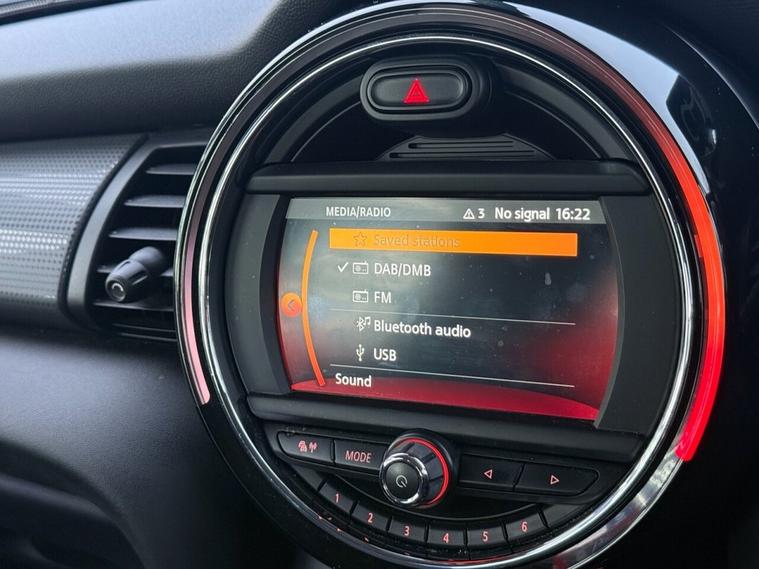 MEDIA/RADIO 3 No signal 16:22
Saved stations
DAB/DMB
FM
Bluetooth audio
USB
Sound
MODE
1 2 3 4 5 6